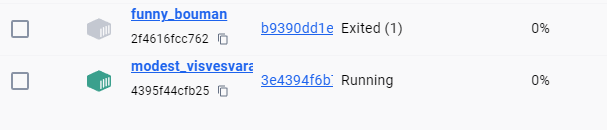 funny_bouman
2f4616fcc762
b9390dd1e
Exited (1)
0%
modest_visvesvara
4395f44cfb25
3e4394f6b
Running
0%